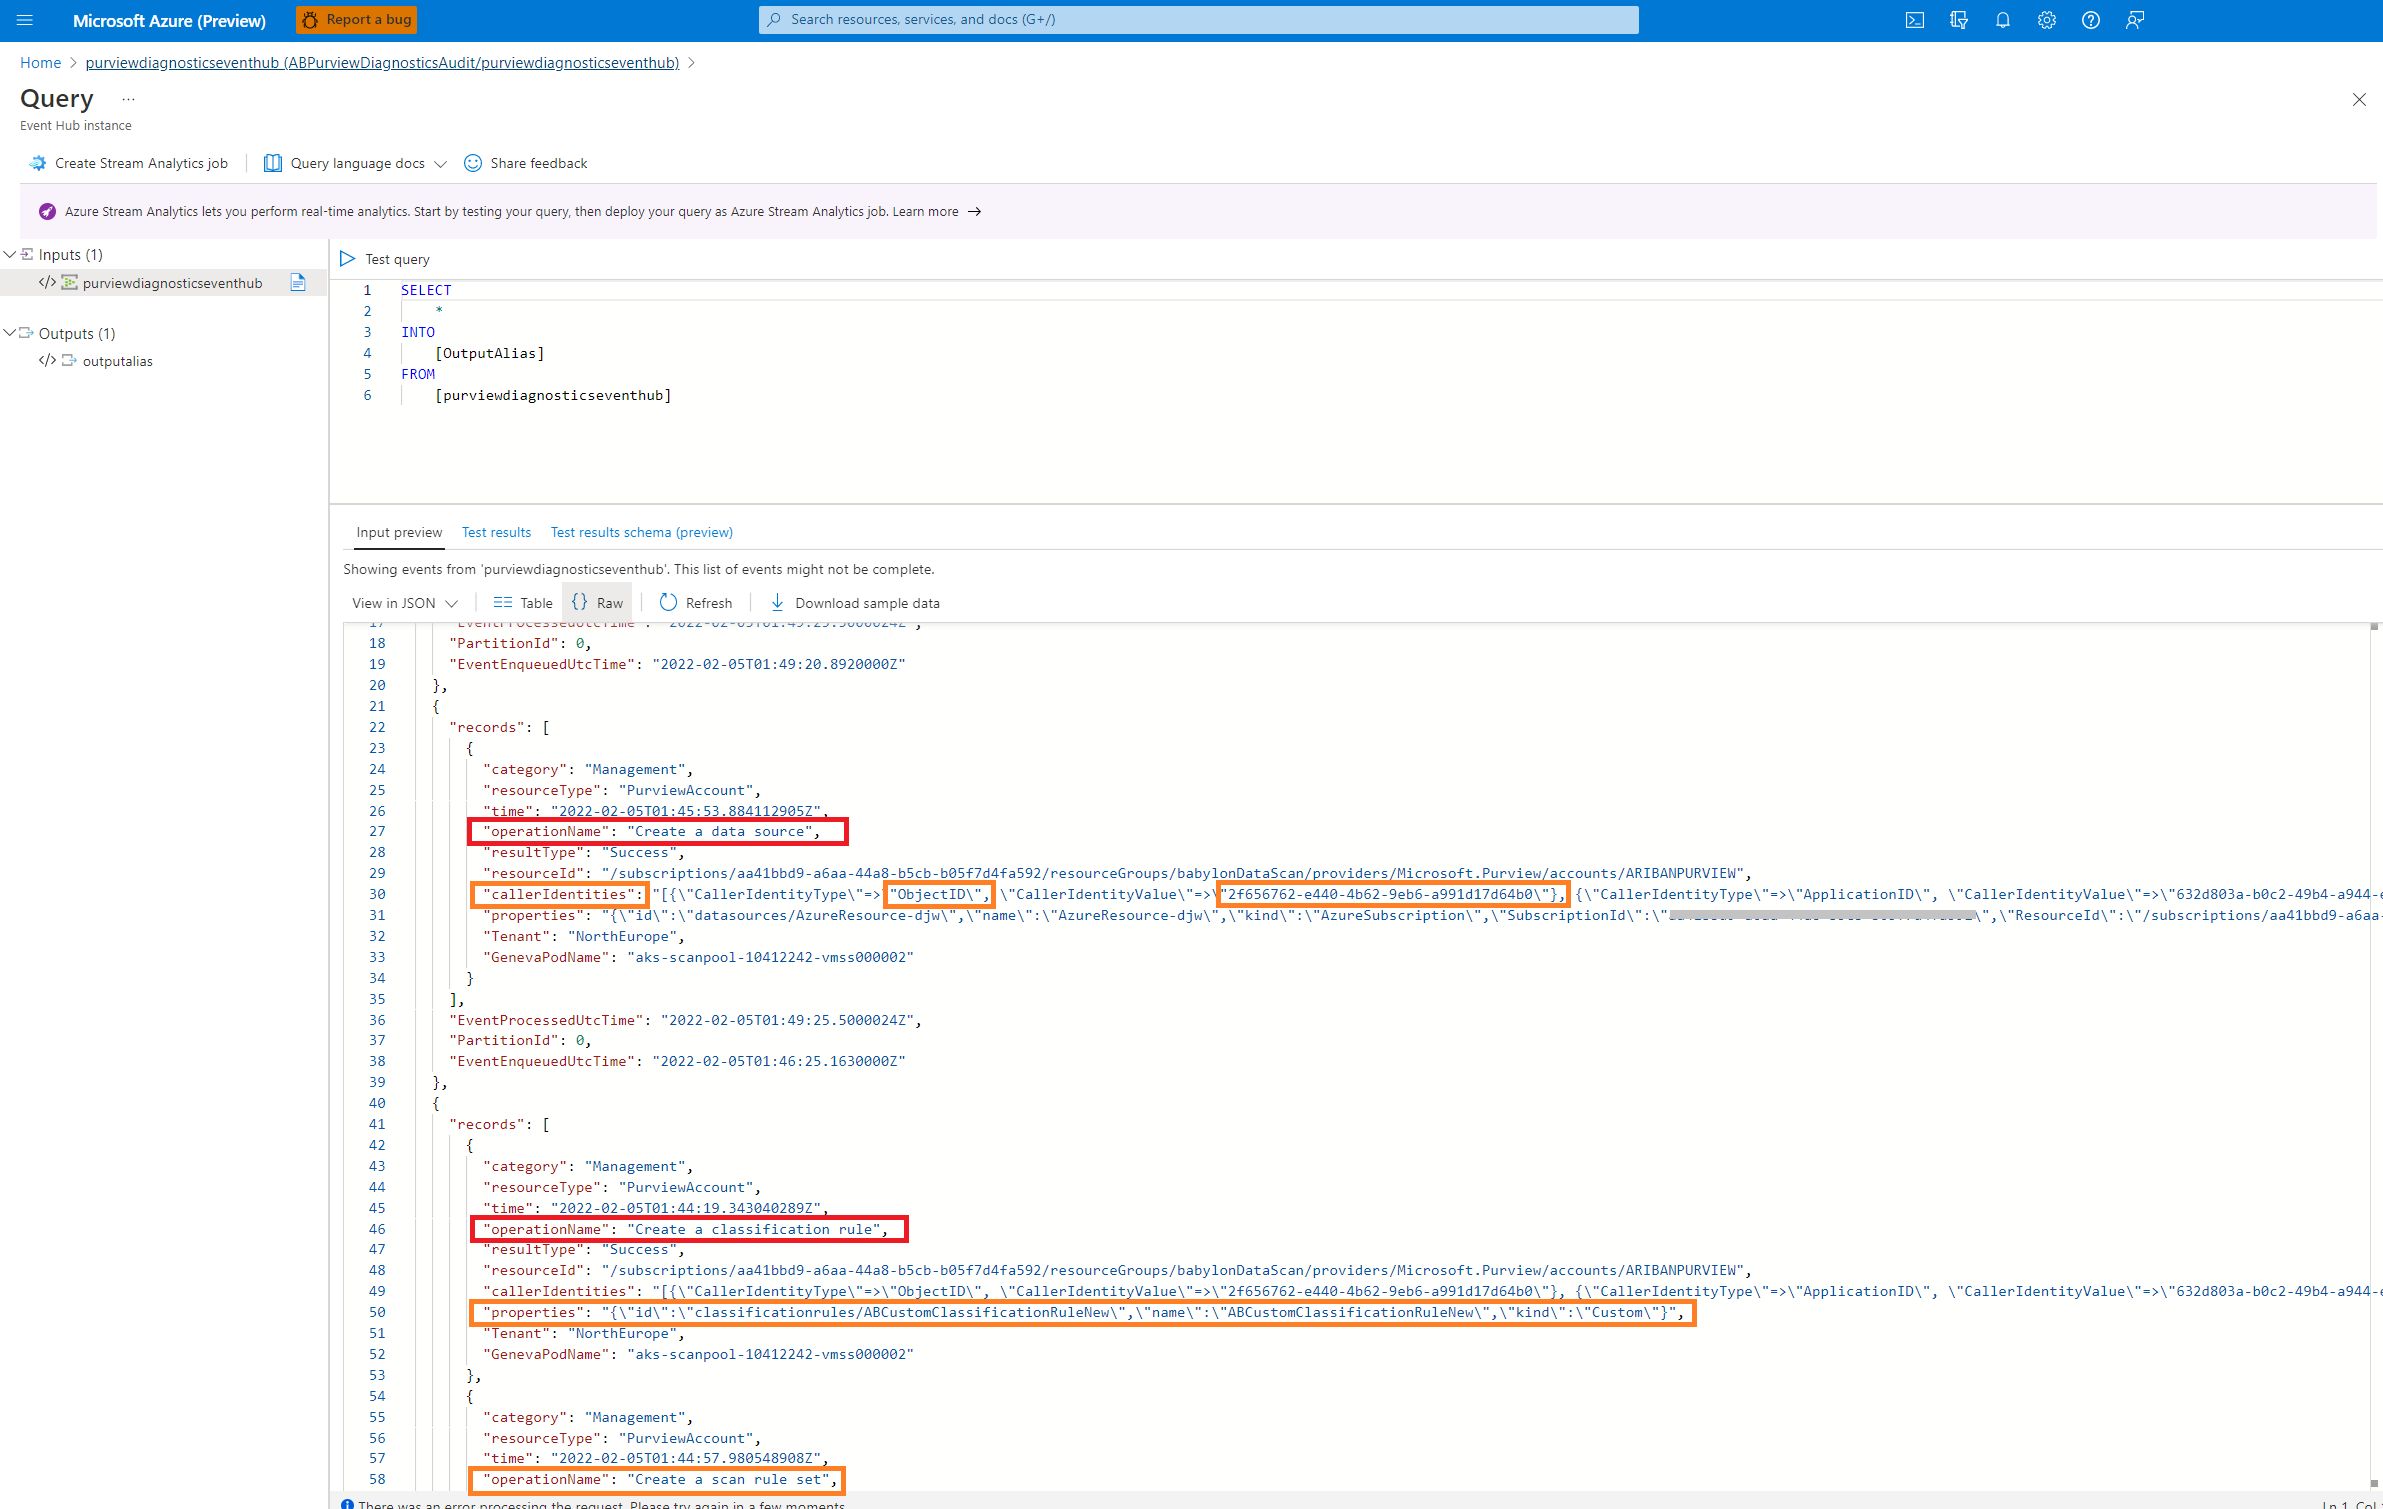 Microsoft Azure (Preview)
Report a bug
Search resources, services, and docs (G+/)
Home > purviewdiagnosticseventhub (ABPurviewDiagnosticsAudit/purviewdiagnosticseventhub) >
Query ...
Event Hub instance
Create Stream Analytics job
Query language docs
Share feedback
Azure Stream Analytics lets you perform real-time analytics. Start by testing your query, then deploy your query as Azure Stream Analytics job. Learn more →
Inputs (1)
</> purviewdiagnosticseventhub
Outputs (1)
</> outputalias
Test query
1 SELECT
2 *
3 INTO
4 [OutputAlias]
5 FROM
6 [purviewdiagnosticseventhub]
Input preview
Test results
Test results schema (preview)
Showing events from 'purviewdiagnosticseventhub'. This list of events might not be complete.
View in JSON
Table
{} Raw
Refresh
Download sample data
17 "EventProcessedUtcTime": "2022-02-05T01:49:25.5000024Z",
18 "PartitionId": 0,
19 "EventEnqueuedUtcTime": "2022-02-05T01:49:20.8920000Z"
20 },
21 {
22 "records": [
23 {
24 "category": "Management",
25 "resourceType": "PurviewAccount",
26 "time": "2022-02-05T01:45:53.884112905Z",
27 "operationName": "Create a data source",
28 "resultType": "Success",
29 "resourceId": "/subscriptions/aa41bbd9-a6aa-44a8-b5cb-b05f7d4fa592/resourceGroups/babylonDataScan/providers/Microsoft.Purview/accounts/ARIBANPURVIEW",
30 "callerIdentities": "[{\"CallerIdentityType\"=>\"ObjectID\", \"CallerIdentityValue\"=>\"2f656762-e440-4b62-9eb6-a991d17d64b0\"}, {\"CallerIdentityType\"=>\"ApplicationID\", \"CallerIdentityValue\"=>\"632d803a-b0c2-49b4-a944-e
31 "properties": "{\"id\":\"datasources/AzureResource-djw\",\"name\":\"AzureResource-djw\",\"kind\":\"AzureSubscription\",\"SubscriptionId\":\" \",\"ResourceId\":\"/subscriptions/aa41bbd9-a6aa-
32 "Tenant": "NorthEurope",
33 "GenevaPodName": "aks-scanpool-10412242-vmss000002"
34 }
35 ],
36 "EventProcessedUtcTime": "2022-02-05T01:49:25.5000024Z",
37 "PartitionId": 0,
38 "EventEnqueuedUtcTime": "2022-02-05T01:46:25.1630000Z"
39 },
40 {
41 "records": [
42 {
43 "category": "Management",
44 "resourceType": "PurviewAccount",
45 "time": "2022-02-05T01:44:19.343040289Z",
46 "operationName": "Create a classification rule",
47 "resultType": "Success",
48 "resourceId": "/subscriptions/aa41bbd9-a6aa-44a8-b5cb-b05f7d4fa592/resourceGroups/babylonDataScan/providers/Microsoft.Purview/accounts/ARIBANPURVIEW",
49 "callerIdentities": "[{\"CallerIdentityType\"=>\"ObjectID\", \"CallerIdentityValue\"=>\"2f656762-e440-4b62-9eb6-a991d17d64b0\"}, {\"CallerIdentityType\"=>\"ApplicationID\", \"CallerIdentityValue\"=>\"632d803a-b0c2-49b4-a944-e
50 "properties": "{\"id\":\"classificationrules/ABCustomClassificationRuleNew\",\"name\":\"ABCustomClassificationRuleNew\",\"kind\":\"Custom\"}",
51 "Tenant": "NorthEurope",
52 "GenevaPodName": "aks-scanpool-10412242-vmss000002"
53 },
54 {
55 "category": "Management",
56 "resourceType": "PurviewAccount",
57 "time": "2022-02-05T01:44:57.980548908Z",
58 "operationName": "Create a scan rule set",
There was an error processing the request. Please try again in a few moments.
Ln 1, Col